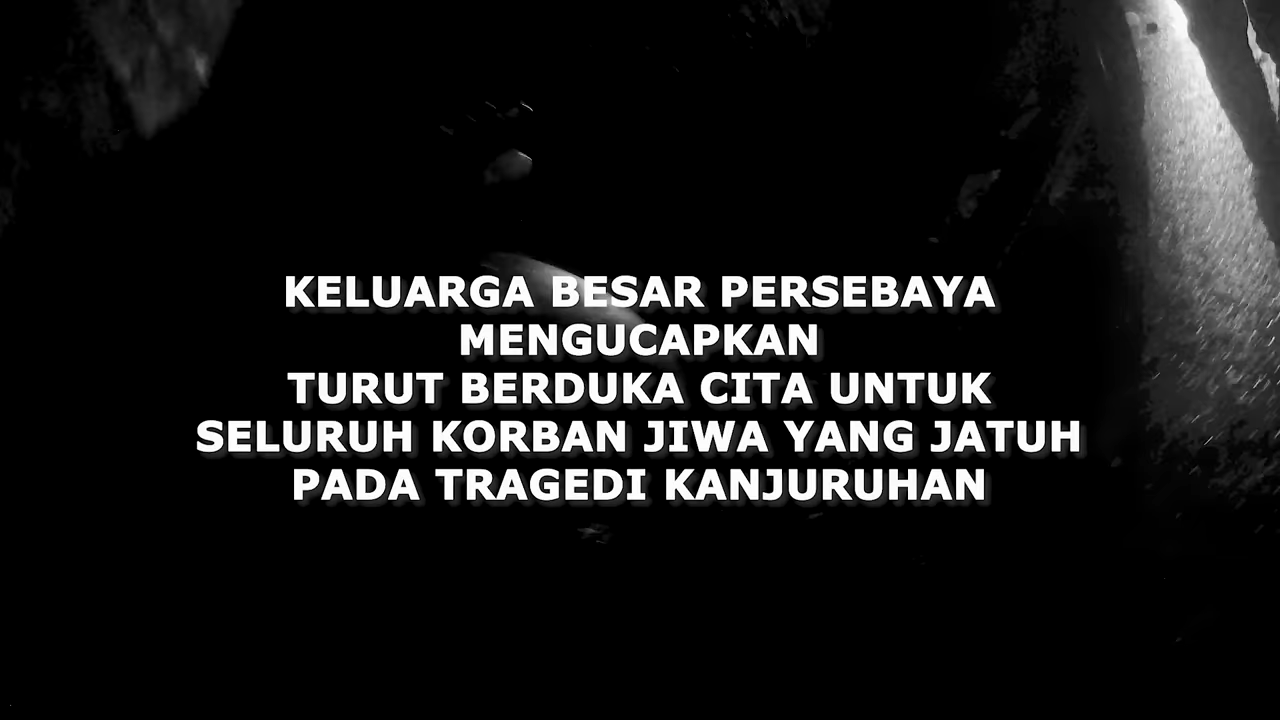 KELUARGA BESAR PERSEBAYA
MENGUCAPKAN
TURUT BERDUKA CITA UNTUK
SELURUH KORBAN JIWA YANG JATUH
PADA TRAGEDI KANJURUHAN